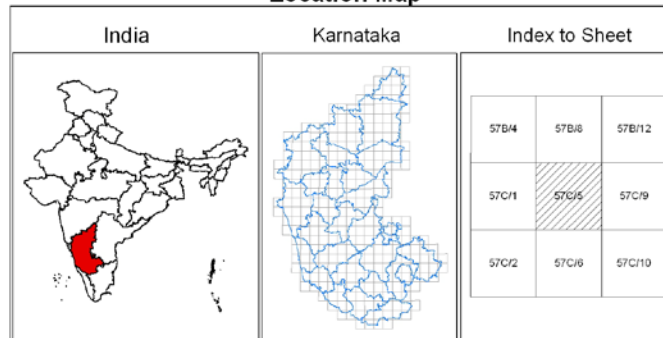 Location Map
India
Karnataka
Index to Sheet
57B/4 57B/8 57B/12
57C/1 57C/5 57C/9
57C/2 57C/6 57C/10